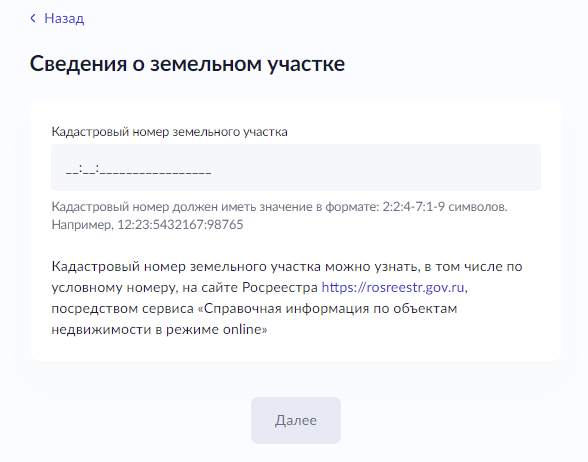 Назад
Сведения о земельном участке
Кадастровый номер земельного участка
__:__:_________________
Кадастровый номер должен иметь значение в формате: 2:2:4-7:1-9 символов.
Например, 12:23:5432167:98765
Кадастровый номер земельного участка можно узнать, в том числе по
условному номеру, на сайте Росреестра https://rosreestr.gov.ru,
посредством сервиса «Справочная информация по объектам
недвижимости в режиме online»
Далее